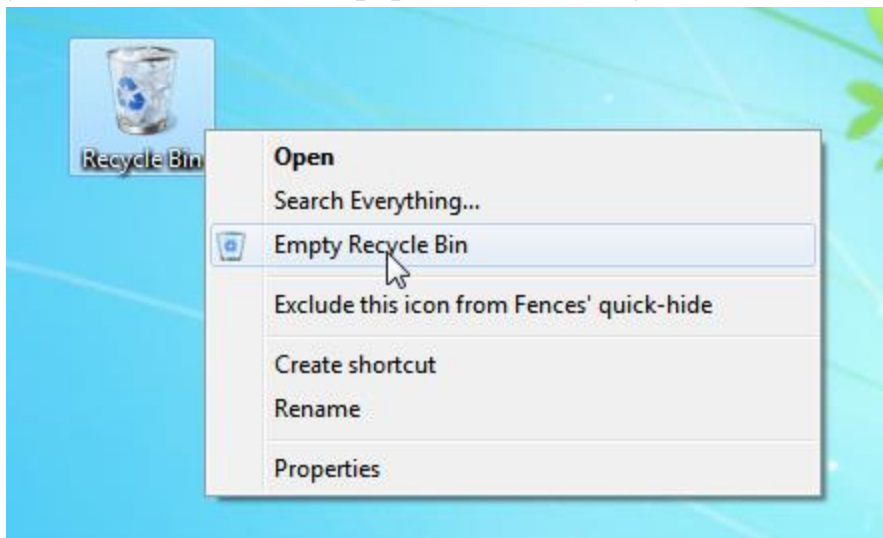 Recycle Bin
Open
Search Everything...
Empty Recycle Bin
Exclude this icon from Fences' quick-hide
Create shortcut
Rename
Properties